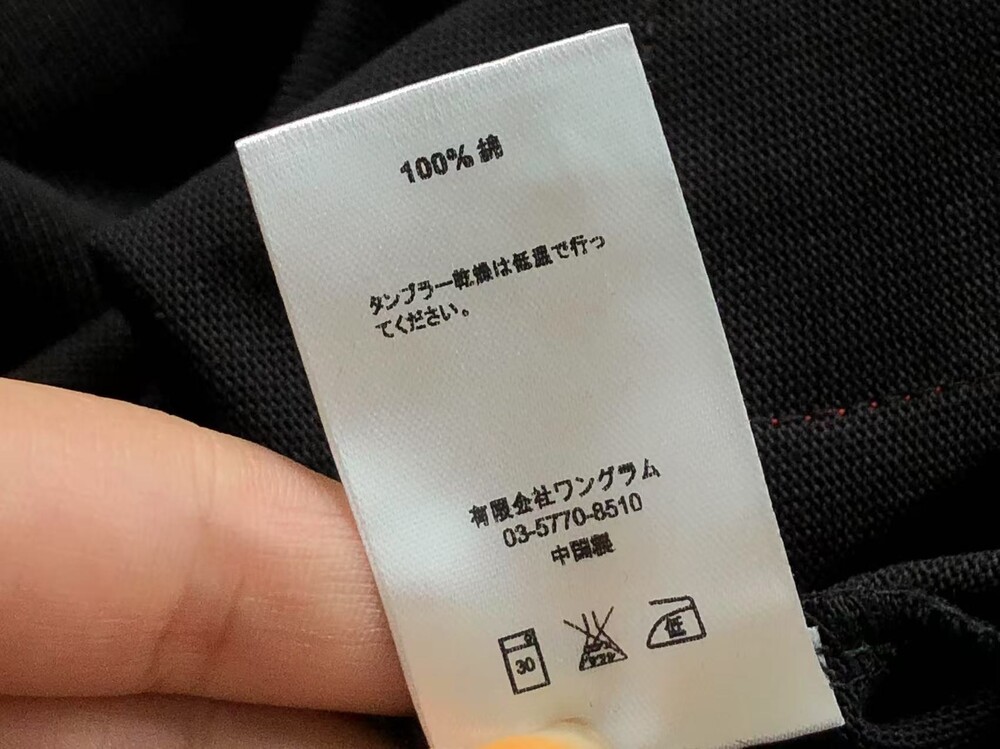 100% 綿
タンブラー乾燥は低温で行っ
てください。
有限会社ワングラム
03-5770-8510
中国製
30
低